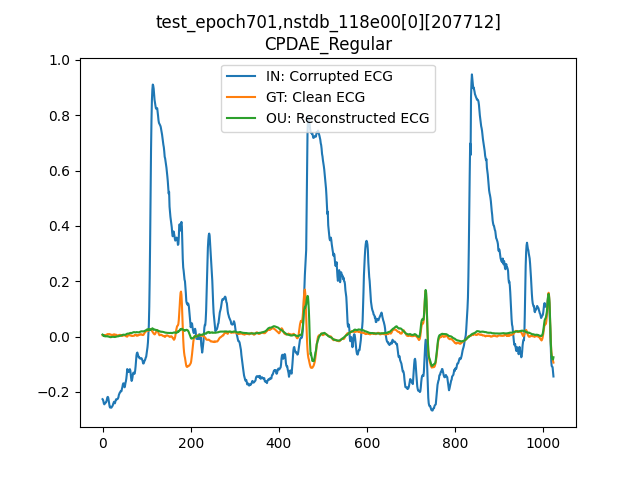 test_epoch701,nstdb_118e00[0][207712]
CPDAE_Regular
IN: Corrupted ECG
GT: Clean ECG
OU: Reconstructed ECG
1.0
0.8
0.6
0.4
0.2
0.0
−0.2
0 200 400 600 800 1000